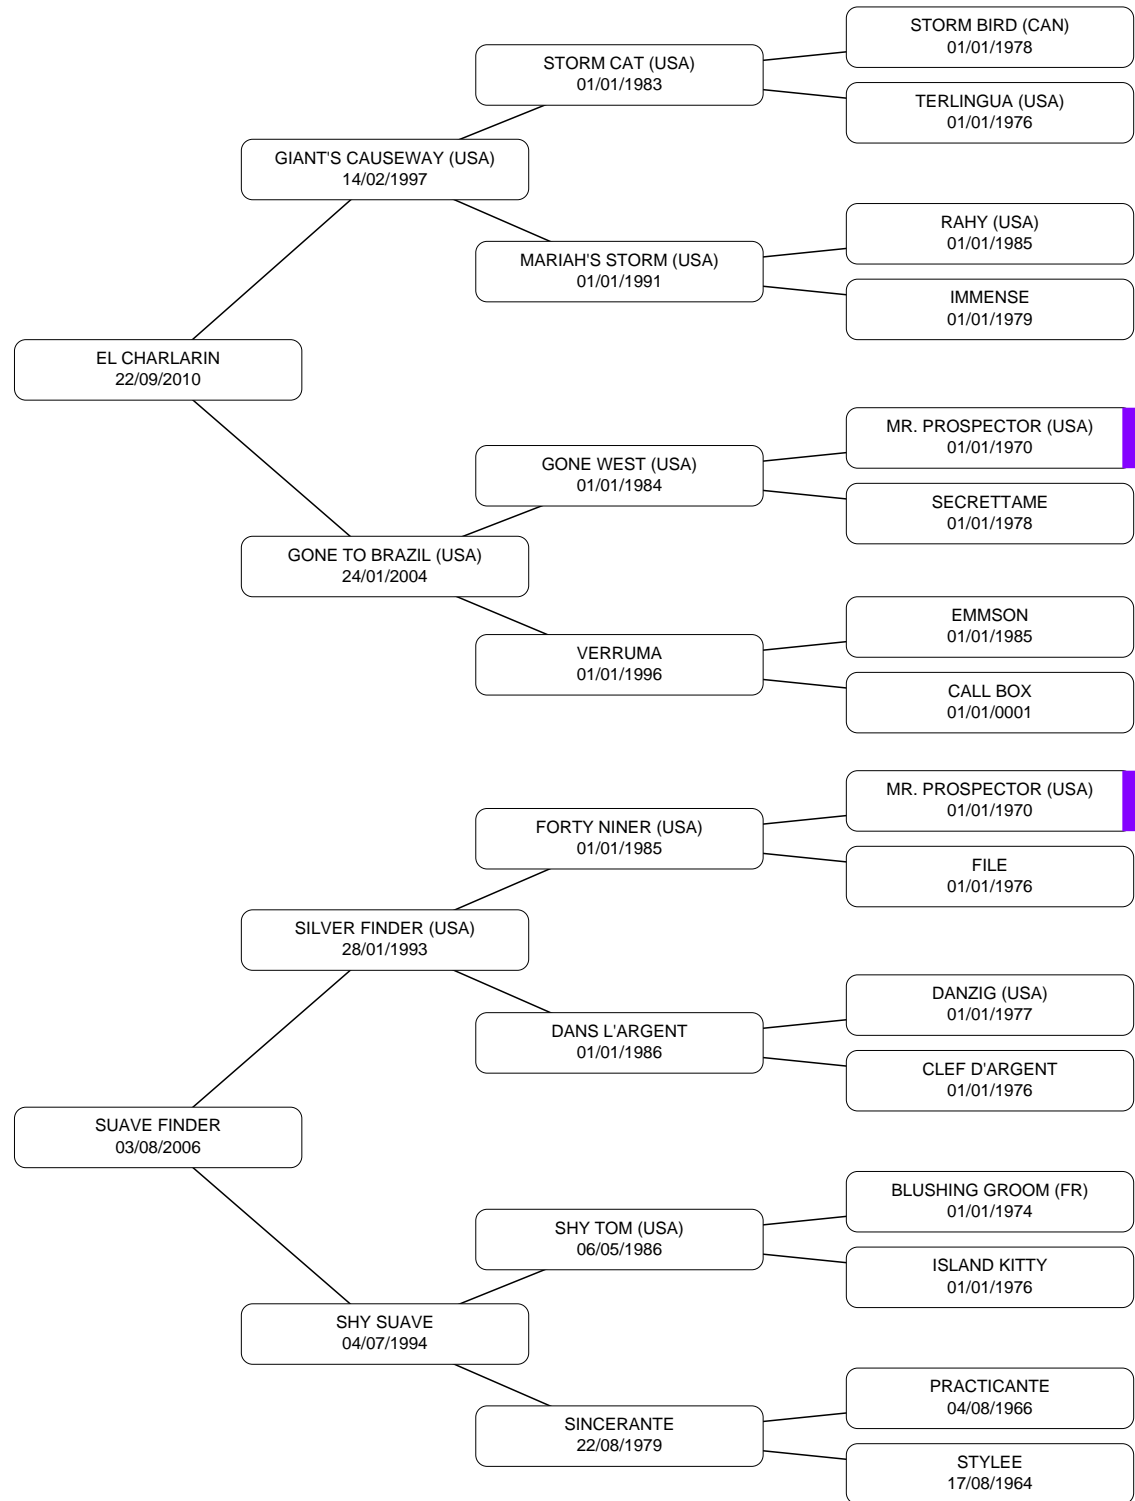 STORM BIRD (CAN)
01/01/1978
STORM CAT (USA)
01/01/1983
TERLINGUA (USA)
01/01/1976
GIANT'S CAUSEWAY (USA)
14/02/1997
RAHY (USA)
01/01/1985
MARIAH'S STORM (USA)
01/01/1991
IMMENSE
01/01/1979
EL CHARLARIN
22/09/2010
MR. PROSPECTOR (USA)
01/01/1970
GONE WEST (USA)
01/01/1984
SECRETTAME
01/01/1978
GONE TO BRAZIL (USA)
24/01/2004
EMMSON
01/01/1985
VERRUMA
01/01/1996
CALL BOX
01/01/0001
MR. PROSPECTOR (USA)
01/01/1970
FORTY NINER (USA)
01/01/1985
FILE
01/01/1976
SILVER FINDER (USA)
28/01/1993
DANZIG (USA)
01/01/1977
DANS L'ARGENT
01/01/1986
CLEF D'ARGENT
01/01/1976
SUAVE FINDER
03/08/2006
BLUSHING GROOM (FR)
01/01/1974
SHY TOM (USA)
06/05/1986
ISLAND KITTY
01/01/1976
SHY SUAVE
04/07/1994
PRACTICANTE
04/08/1966
SINCERANTE
22/08/1979
STYLEE
17/08/1964